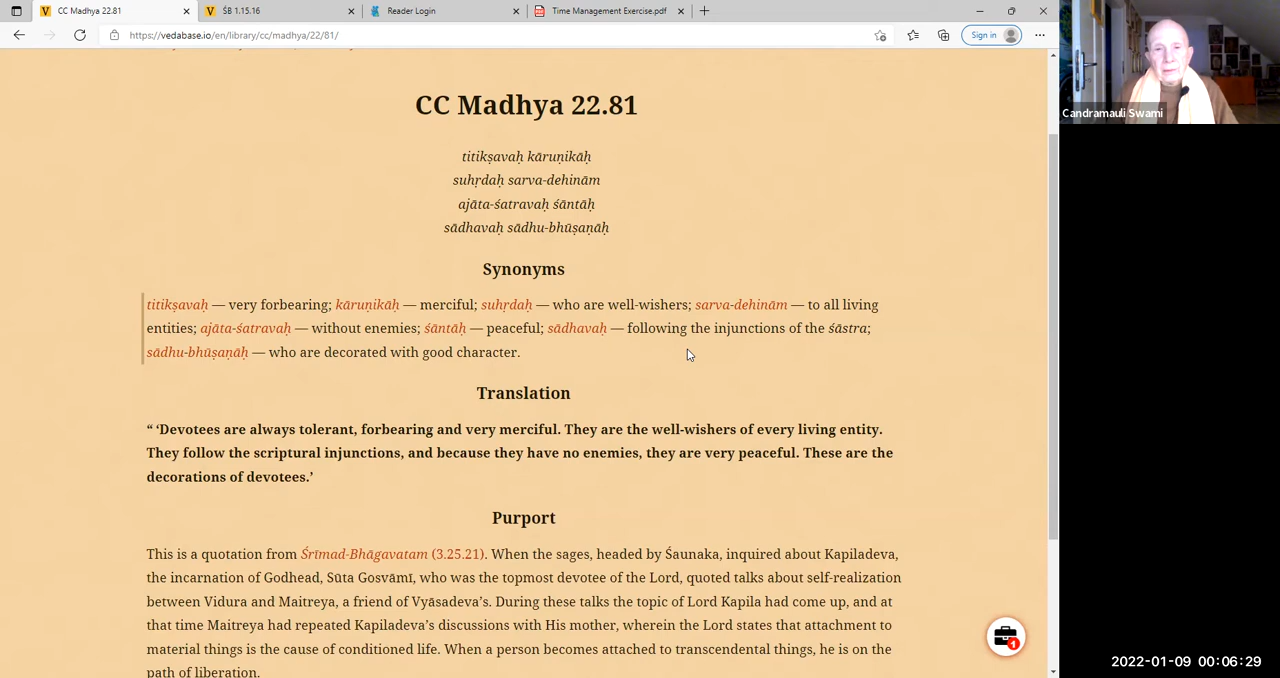 CC Madhya 22.81
ŚB 1.15.16
Reader Login
Time Management Exercise.pdf
https://vedabase.io/en/library/cc/madhya/22/81/
Sign in
CC Madhya 22.81
titikṣavaḥ kāruṇikāḥ
suhṛdaḥ sarva-dehinām
ajāta-śatravaḥ śāntāḥ
sādhavaḥ sādhu-bhūṣaṇāḥ
Synonyms
titikṣavaḥ — very forbearing; kāruṇikāḥ — merciful; suhṛdaḥ — who are well-wishers; sarva-dehinām — to all living
entities; ajāta-śatravaḥ — without enemies; śāntāḥ — peaceful; sādhavaḥ — following the injunctions of the śāstra;
sādhu-bhūṣaṇāḥ — who are decorated with good character.
Translation
“ ‘Devotees are always tolerant, forbearing and very merciful. They are the well-wishers of every living entity.
They follow the scriptural injunctions, and because they have no enemies, they are very peaceful. These are the
decorations of devotees.’
Purport
This is a quotation from Śrīmad-Bhāgavatam (3.25.21). When the sages, headed by Śaunaka, inquired about Kapiladeva,
the incarnation of Godhead, Sūta Gosvāmī, who was the topmost devotee of the Lord, quoted talks about self-realization
between Vidura and Maitreya, a friend of Vyāsadeva’s. During these talks the topic of Lord Kapila had come up, and at
that time Maitreya had repeated Kapiladeva’s discussions with His mother, wherein the Lord states that attachment to
material things is the cause of conditioned life. When a person becomes attached to transcendental things, he is on the
path of liberation.
1
Candramauli Swami
2022-01-09 00:06:29